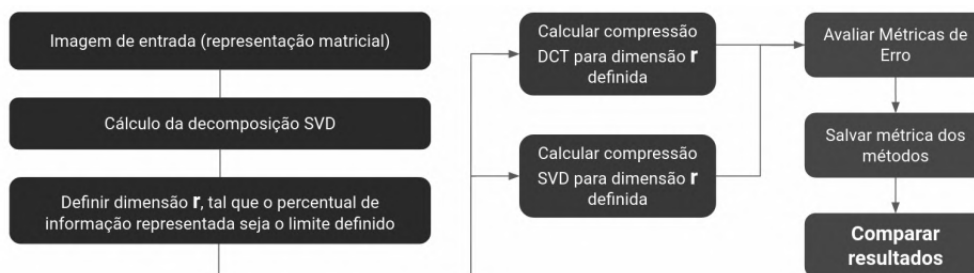 Imagem de entrada (representação matricial)
Cálculo da decomposição SVD
Definir dimensão r, tal que o percentual de
informação representada seja o limite definido
Calcular compressão
DCT para dimensão r
definida
Calcular compressão
SVD para dimensão r
definida
Avaliar Métricas de
Erro
Salvar métrica dos
métodos
Comparar
resultados